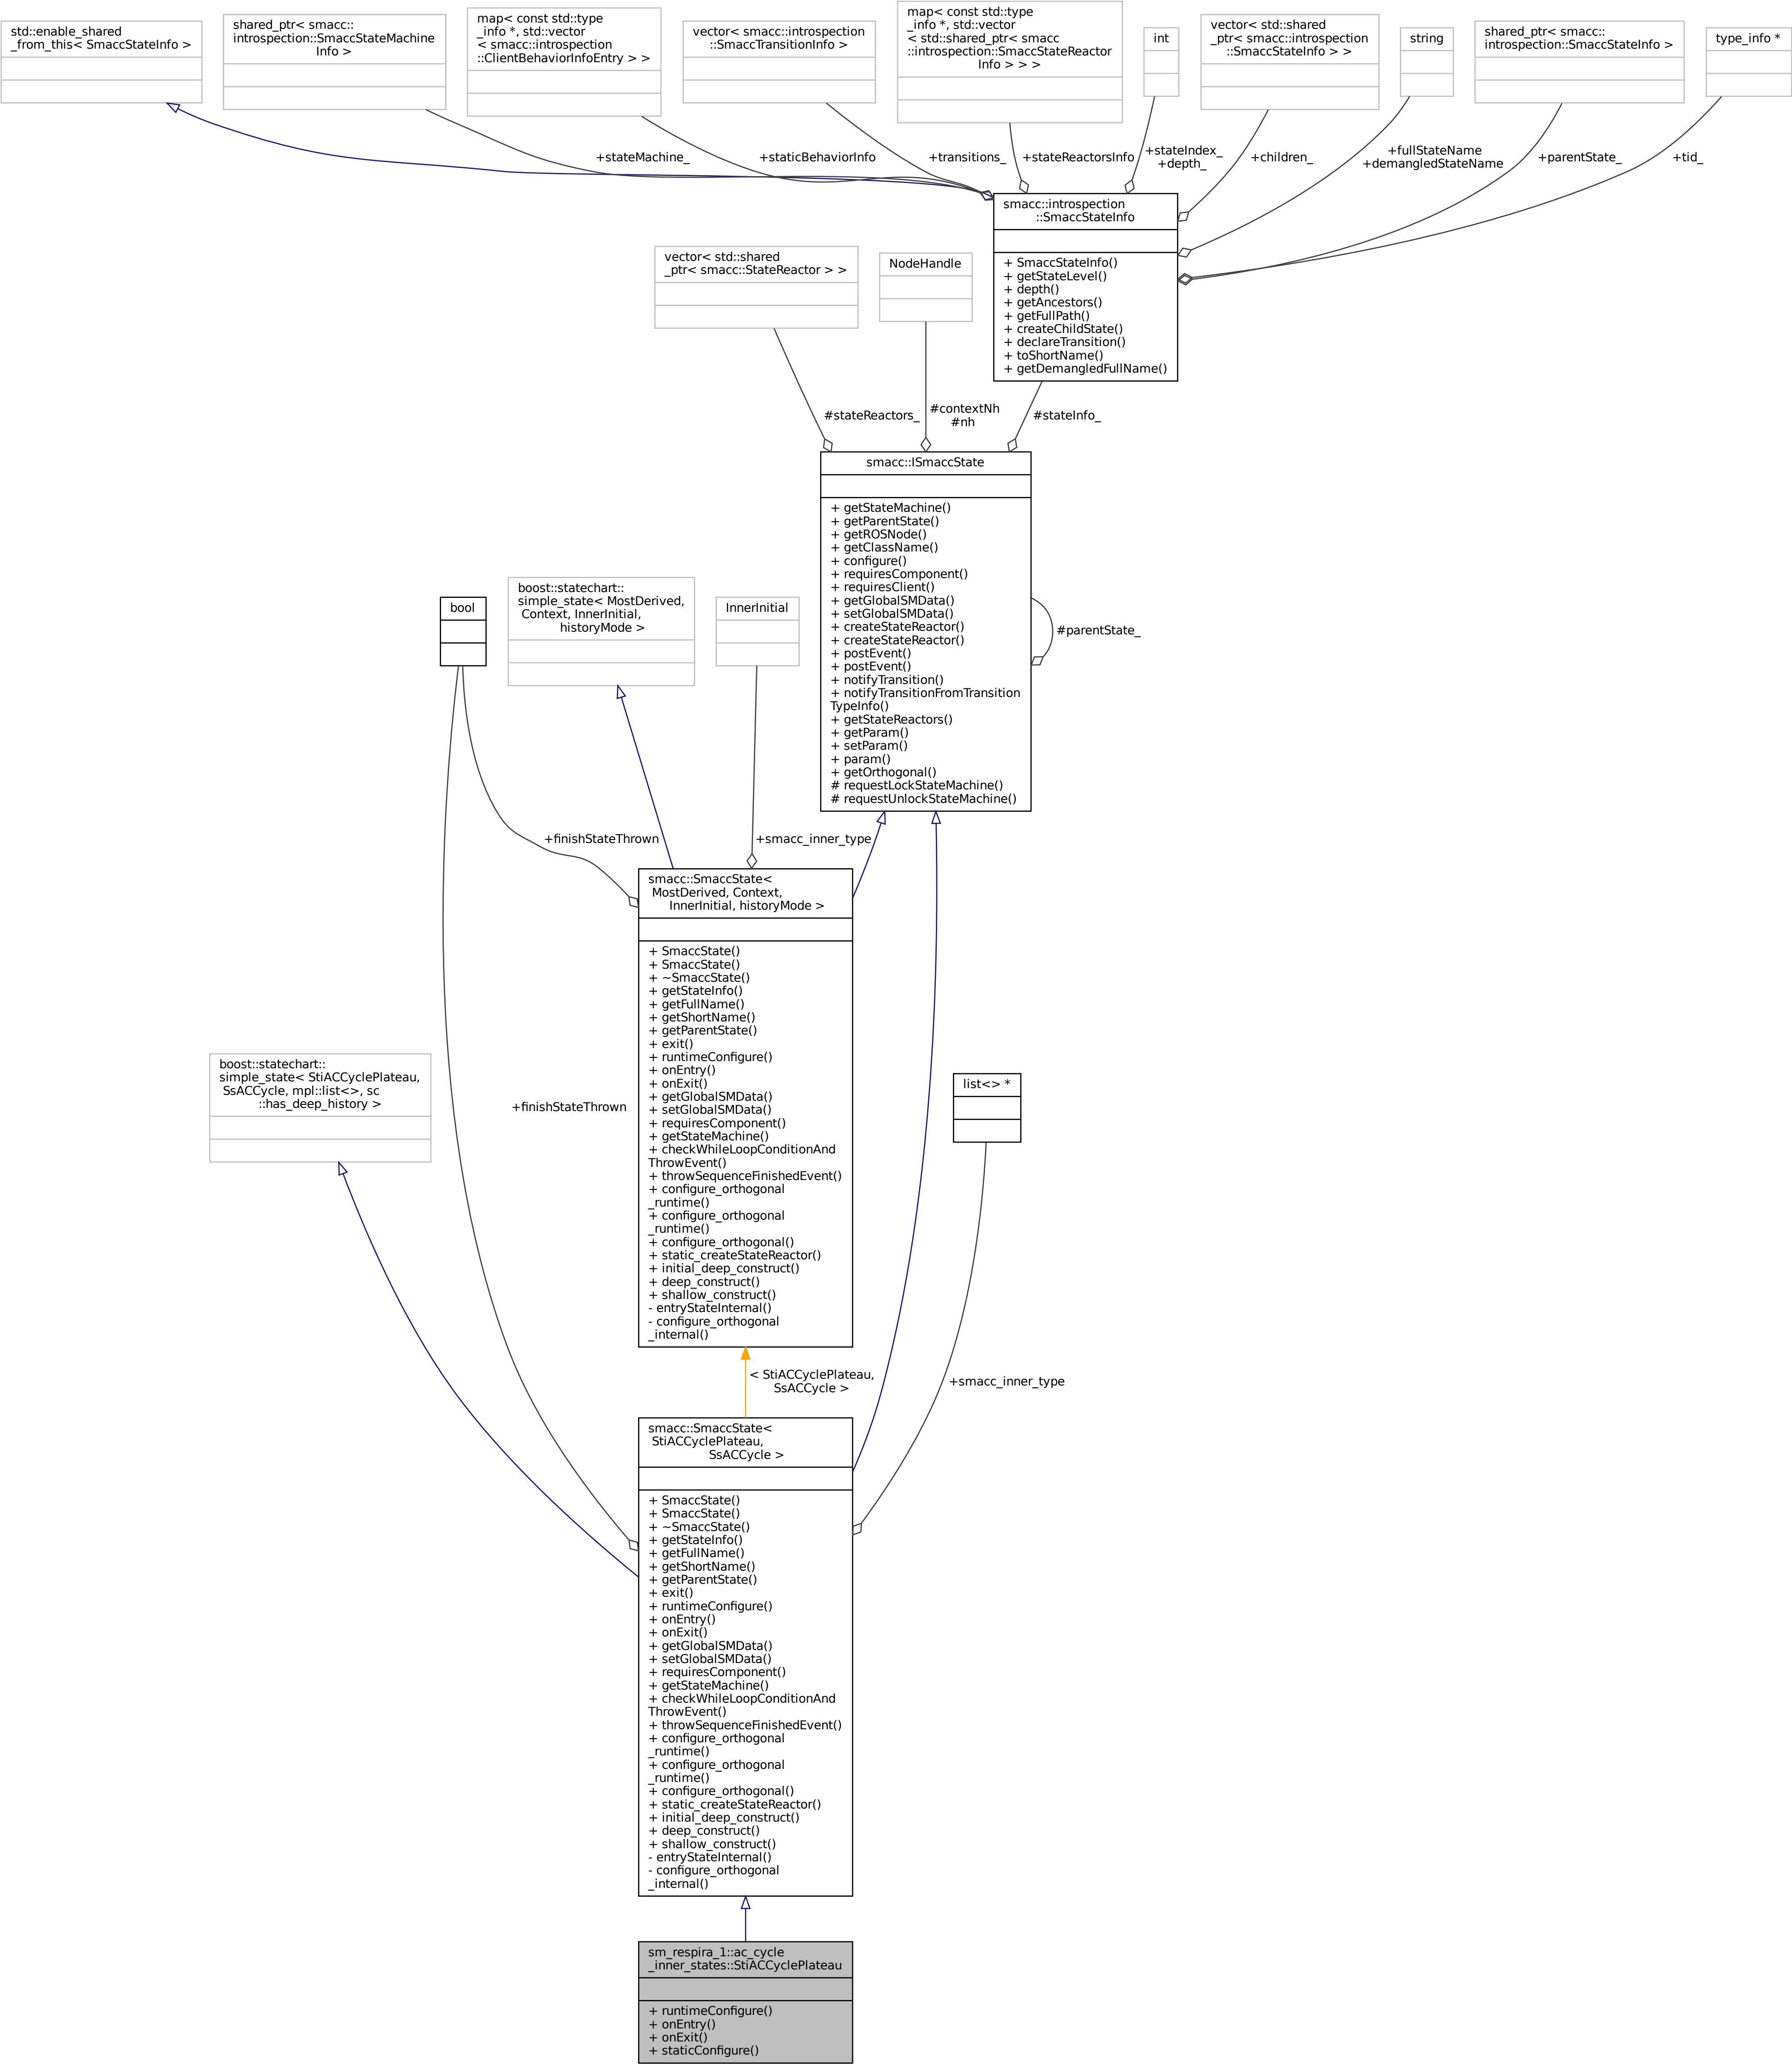 std::enable_shared
_from_this< SmaccStateInfo >
shared_ptr< smacc::
introspection::SmaccStateMachine
Info >
map< const std::type
_info *, std::vector
< smacc::introspection
::ClientBehaviorInfoEntry > >
vector< smacc::introspection
::SmaccTransitionInfo >
map< const std::type
_info *, std::vector
< std::shared_ptr< smacc
::introspection::SmaccStateReactor
Info > > >
int
vector< std::shared
_ptr< smacc::introspection
::SmaccStateInfo > >
string
shared_ptr< smacc::
introspection::SmaccStateInfo >
type_info *
+stateMachine_
+staticBehaviorInfo
+transitions_
+stateReactorsInfo
+stateIndex_
+depth_
+children_
+fullStateName
+demangledStateName
+parentState_
+tid_
smacc::introspection
::SmaccStateInfo
+ SmaccStateInfo()
+ getStateLevel()
+ depth()
+ getAncestors()
+ getFullPath()
+ createChildState()
+ declareTransition()
+ toShortName()
+ getDemangledFullName()
vector< std::shared
_ptr< smacc::StateReactor > >
NodeHandle
#stateReactors_
#contextNh
#nh
#stateInfo_
smacc::ISmaccState
+ getStateMachine()
+ getParentState()
+ getROSNode()
+ getClassName()
+ configure()
+ requiresComponent()
+ requiresClient()
+ getGlobalSMData()
+ setGlobalSMData()
+ createStateReactor()
+ createStateReactor()
+ postEvent()
+ postEvent()
+ notifyTransition()
+ notifyTransitionFromTransition
TypeInfo()
+ getStateReactors()
+ getParam()
+ setParam()
+ param()
+ getOrthogonal()
# requestLockStateMachine()
# requestUnlockStateMachine()
#parentState_
bool
boost::statechart::
simple_state< MostDerived,
Context, InnerInitial,
historyMode >
InnerInitial
+finishStateThrown
+smacc_inner_type
smacc::SmaccState<
MostDerived, Context,
InnerInitial, historyMode >
+ SmaccState()
+ SmaccState()
+ ~SmaccState()
+ getStateInfo()
+ getFullName()
+ getShortName()
+ getParentState()
+ exit()
+ runtimeConfigure()
+ onEntry()
+ onExit()
+ getGlobalSMData()
+ setGlobalSMData()
+ requiresComponent()
+ getStateMachine()
+ checkWhileLoopConditionAnd
ThrowEvent()
+ throwSequenceFinishedEvent()
+ configure_orthogonal
_runtime()
+ configure_orthogonal
_runtime()
+ configure_orthogonal()
+ static_createStateReactor()
+ initial_deep_construct()
+ deep_construct()
+ shallow_construct()
- entryStateInternal()
- configure_orthogonal
_internal()
boost::statechart::
simple_state< StiACCyclePlateau,
SsACCycle, mpl::list<>, sc
::has_deep_history >
+finishStateThrown
list<> *
< StiACCyclePlateau,
SsACCycle >
+smacc_inner_type
smacc::SmaccState<
StiACCyclePlateau,
SsACCycle >
+ SmaccState()
+ SmaccState()
+ ~SmaccState()
+ getStateInfo()
+ getFullName()
+ getShortName()
+ getParentState()
+ exit()
+ runtimeConfigure()
+ onEntry()
+ onExit()
+ getGlobalSMData()
+ setGlobalSMData()
+ requiresComponent()
+ getStateMachine()
+ checkWhileLoopConditionAnd
ThrowEvent()
+ throwSequenceFinishedEvent()
+ configure_orthogonal
_runtime()
+ configure_orthogonal
_runtime()
+ configure_orthogonal()
+ static_createStateReactor()
+ initial_deep_construct()
+ deep_construct()
+ shallow_construct()
- entryStateInternal()
- configure_orthogonal
_internal()
sm_respira_1::ac_cycle
_inner_states::StiACCyclePlateau
+ runtimeConfigure()
+ onEntry()
+ onExit()
+ staticConfigure()